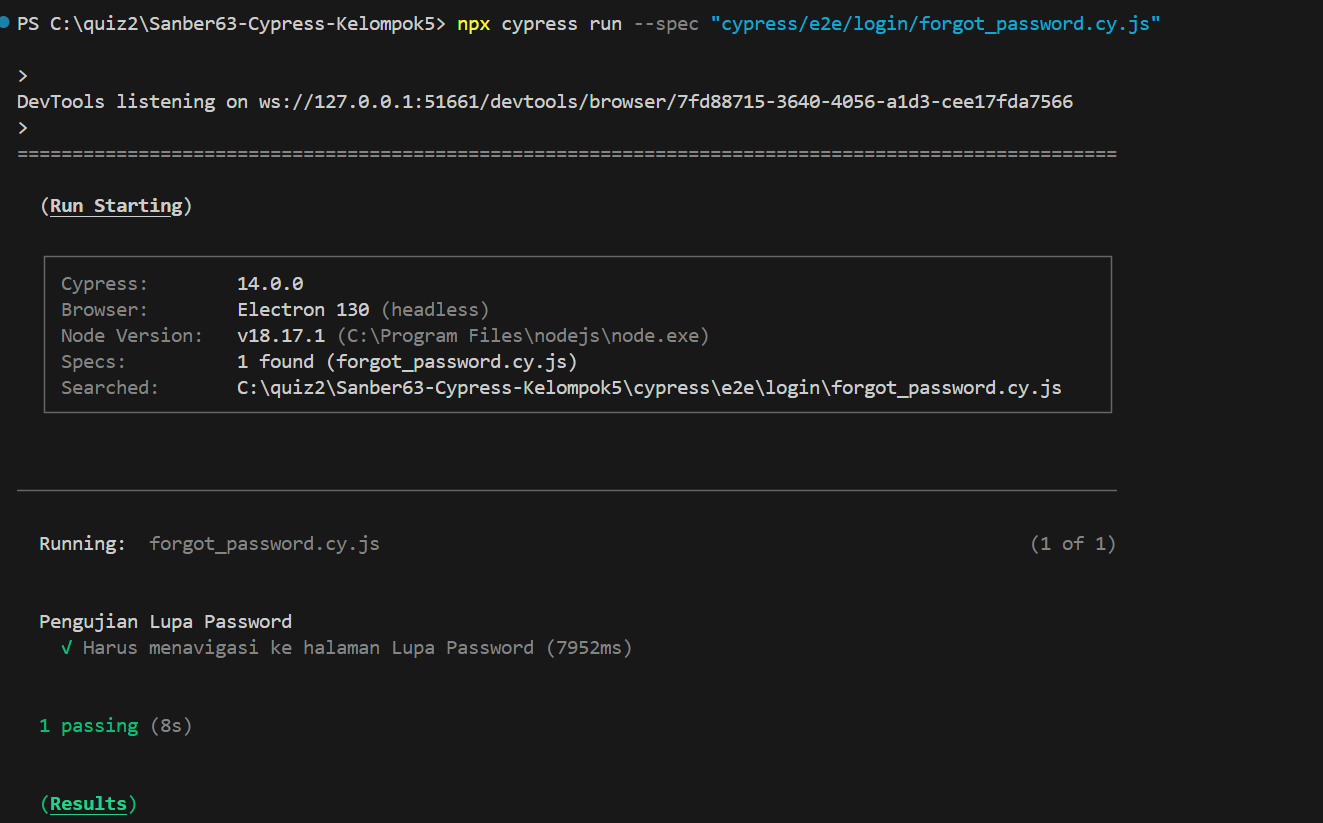 PS C:\quiz2\Sanber63-Cypress-Kelompok5> npx cypress run --spec "cypress/e2e/login/forgot_password.cy.js"
>
DevTools listening on ws://127.0.0.1:51661/devtools/browser/7fd88715-3640-4056-a1d3-cee17fda7566
>
====================================================================================================
(Run Starting)
Cypress: 14.0.0
Browser: Electron 130 (headless)
Node Version: v18.17.1 (C:\Program Files\nodejs\node.exe)
Specs: 1 found (forgot_password.cy.js)
Searched: C:\quiz2\Sanber63-Cypress-Kelompok5\cypress\e2e\login\forgot_password.cy.js
Running: forgot_password.cy.js (1 of 1)
Pengujian Lupa Password
√ Harus menavigasi ke halaman Lupa Password (7952ms)
1 passing (8s)
(Results)